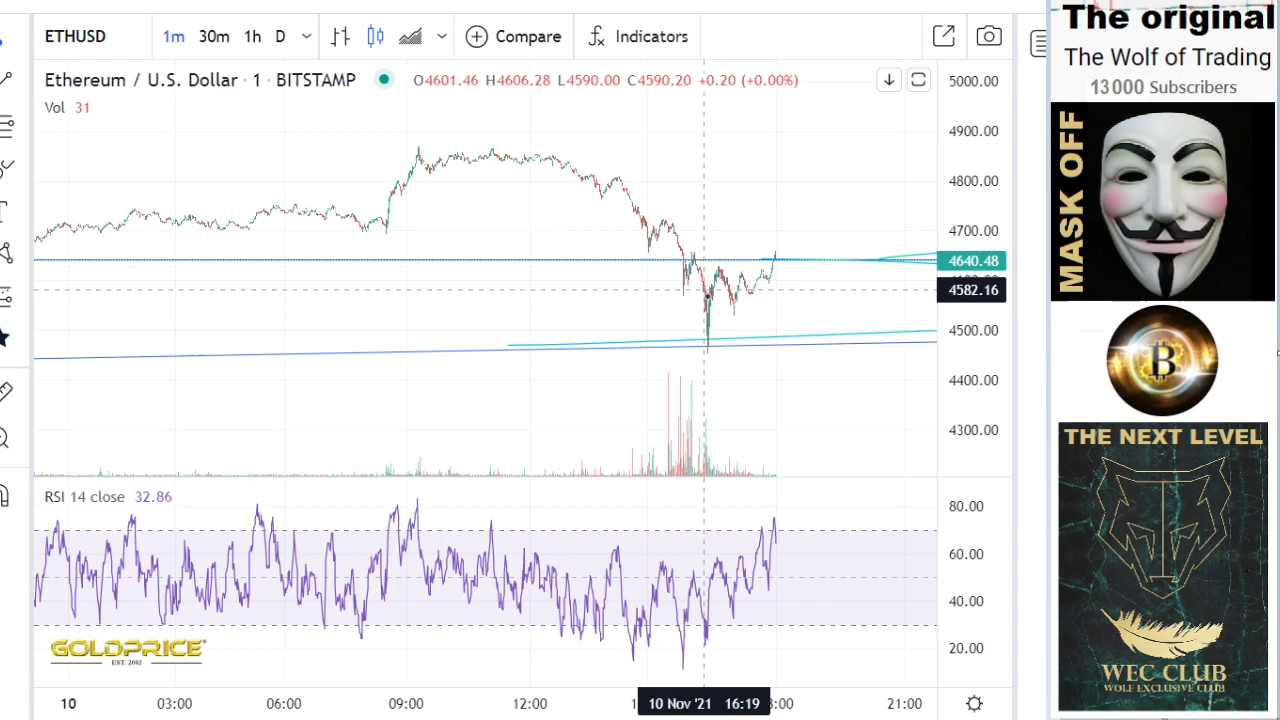 ETHUSD
1m 30m 1h D
Compare
Indicators
Ethereum / U.S. Dollar · 1 · BITSTAMP
O4601.46 H4606.28 L4590.00 C4590.20 +0.20 (+0.00%)
Vol 31
5000.00
4900.00
4800.00
4700.00
4640.48
4582.16
4500.00
4400.00
4300.00
RSI 14 close 32.86
80.00
60.00
40.00
20.00
GOLDPRICE
EST. 2002
10
03:00
06:00
10 Nov '21 16:19
21:00
The original
The Wolf of Trading
13000 Subscribers
MASK OFF
B
THE NEXT LEVEL
WEC CLUB
WOLF EXCLUSIVE CLUB